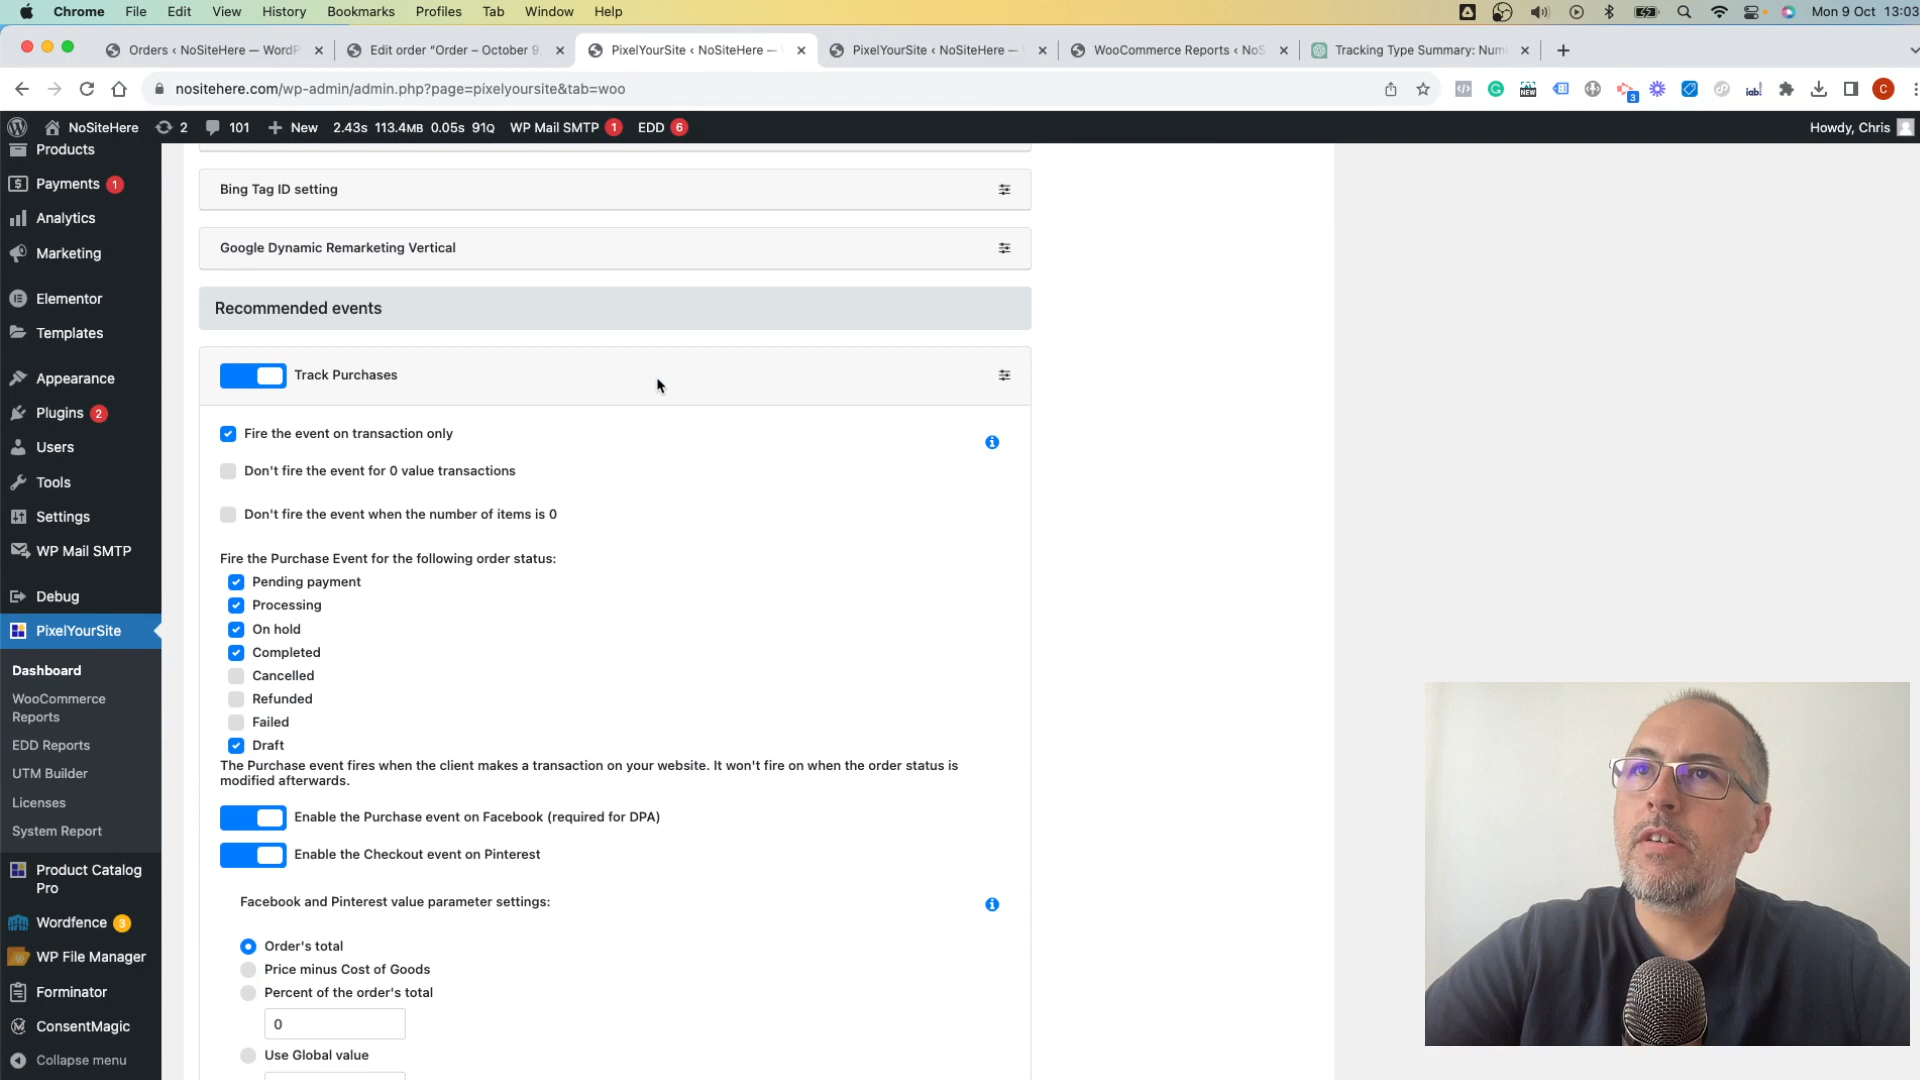 Chrome File Edit View History Bookmarks Profiles Tab Window Help Mon 9 Oct 13:03
Orders ‹ NoSiteHere — WordP
Edit order "Order – October 9,
PixelYourSite ‹ NoSiteHere —
PixelYourSite ‹ NoSiteHere —
WooCommerce Reports ‹ NoS
Tracking Type Summary: Num
nositehere.com/wp-admin/admin.php?page=pixelyoursite&tab=woo
NEW
3
iab!
C
NoSiteHere 2 101 New 2.43s 113.4MB 0.05s 91Q WP Mail SMTP 1 EDD 6 Howdy, Chris
Products
Payments 1
Analytics
Marketing
Elementor
Templates
Appearance
Plugins 2
Users
Tools
Settings
WP Mail SMTP
Debug
PixelYourSite
Dashboard
WooCommerce
Reports
EDD Reports
UTM Builder
Licenses
System Report
Product Catalog
Pro
Wordfence 3
WP File Manager
Forminator
ConsentMagic
Collapse menu
Bing Tag ID setting
Google Dynamic Remarketing Vertical
Recommended events
Track Purchases
Fire the event on transaction only
Don't fire the event for 0 value transactions
Don't fire the event when the number of items is 0
Fire the Purchase Event for the following order status:
Pending payment
Processing
On hold
Completed
Cancelled
Refunded
Failed
Draft
The Purchase event fires when the client makes a transaction on your website. It won't fire on when the order status is
modified afterwards.
Enable the Purchase event on Facebook (required for DPA)
Enable the Checkout event on Pinterest
Facebook and Pinterest value parameter settings:
Order's total
Price minus Cost of Goods
Percent of the order's total
0
Use Global value